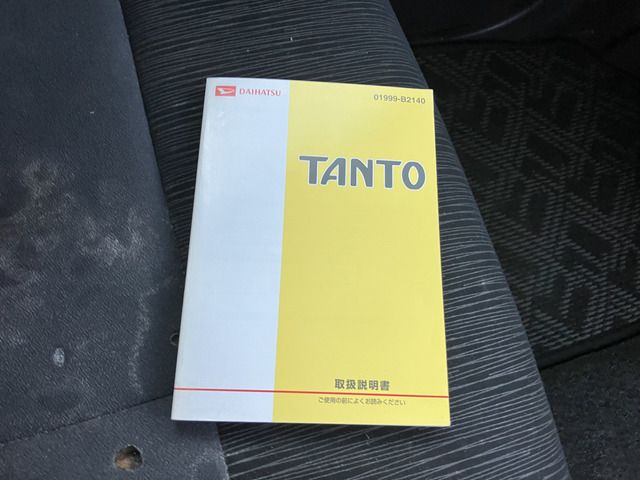 DAIHATSU
01999-B2140
TANTO
取扱説明書
ご使用の前によくお読みください